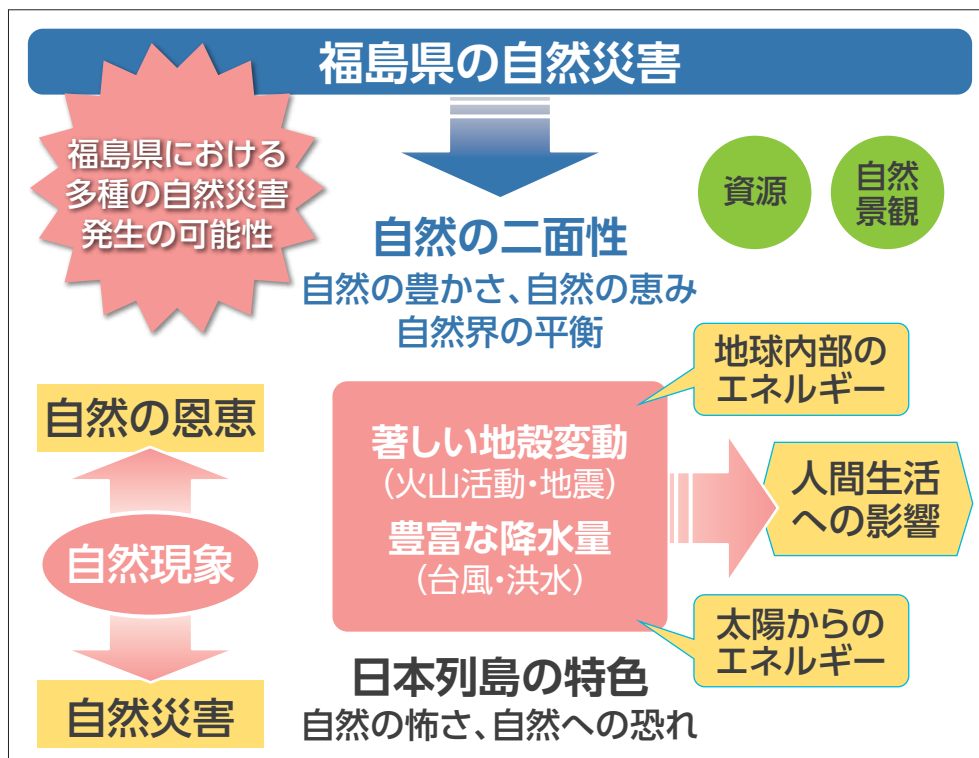 福島県の自然災害
福島県における
多種の自然災害
発生の可能性
資源
自然
景観
自然の二面性
自然の豊かさ、自然の恵み
自然界の平衡
地球内部の
エネルギー
自然の恩恵
著しい地殻変動
（火山活動・地震）
豊富な降水量
（台風・洪水）
人間生活
への影響
自然現象
太陽からの
エネルギー
自然災害
日本列島の特色
自然の怖さ、自然への恐れ